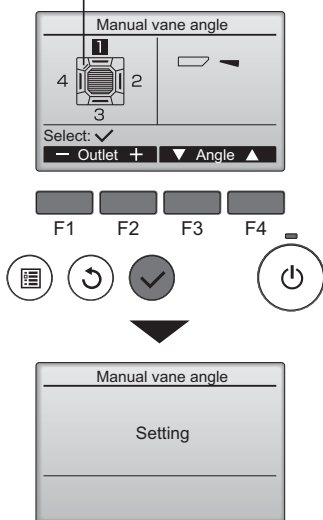 Manual vane angle
1
4 2
3
Select: ✓
− Outlet + ▼ Angle ▲
F1 F2 F3 F4
Manual vane angle
Setting